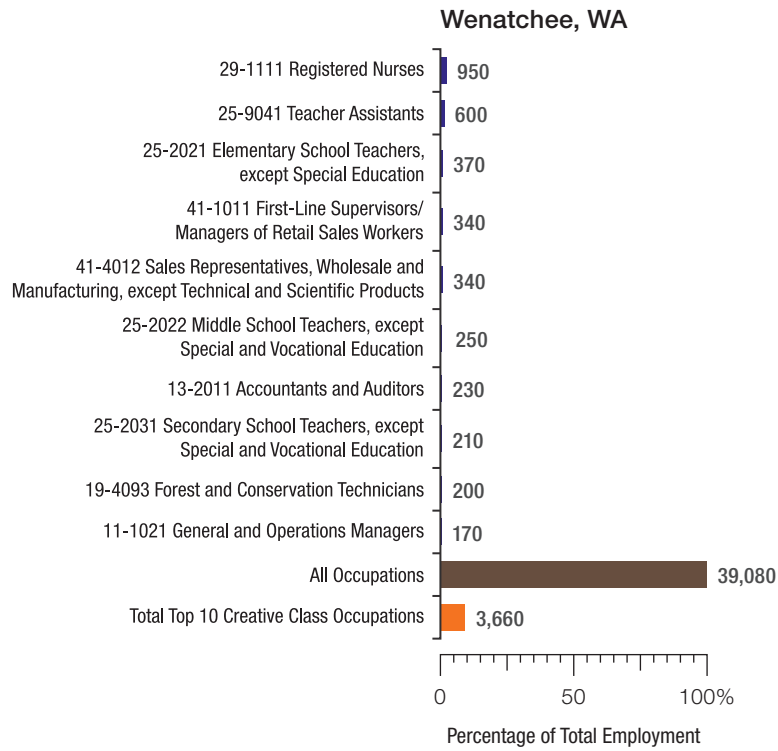 Wenatchee, WA
29-1111 Registered Nurses
950
25-9041 Teacher Assistants
600
25-2021 Elementary School Teachers,
except Special Education
370
41-1011 First-Line Supervisors/
Managers of Retail Sales Workers
340
41-4012 Sales Representatives, Wholesale and
Manufacturing, except Technical and Scientific Products
340
25-2022 Middle School Teachers, except
Special and Vocational Education
250
13-2011 Accountants and Auditors
230
25-2031 Secondary School Teachers, except
Special and Vocational Education
210
19-4093 Forest and Conservation Technicians
200
11-1021 General and Operations Managers
170
All Occupations
39,080
Total Top 10 Creative Class Occupations
3,660
0 50 100%
Percentage of Total Employment